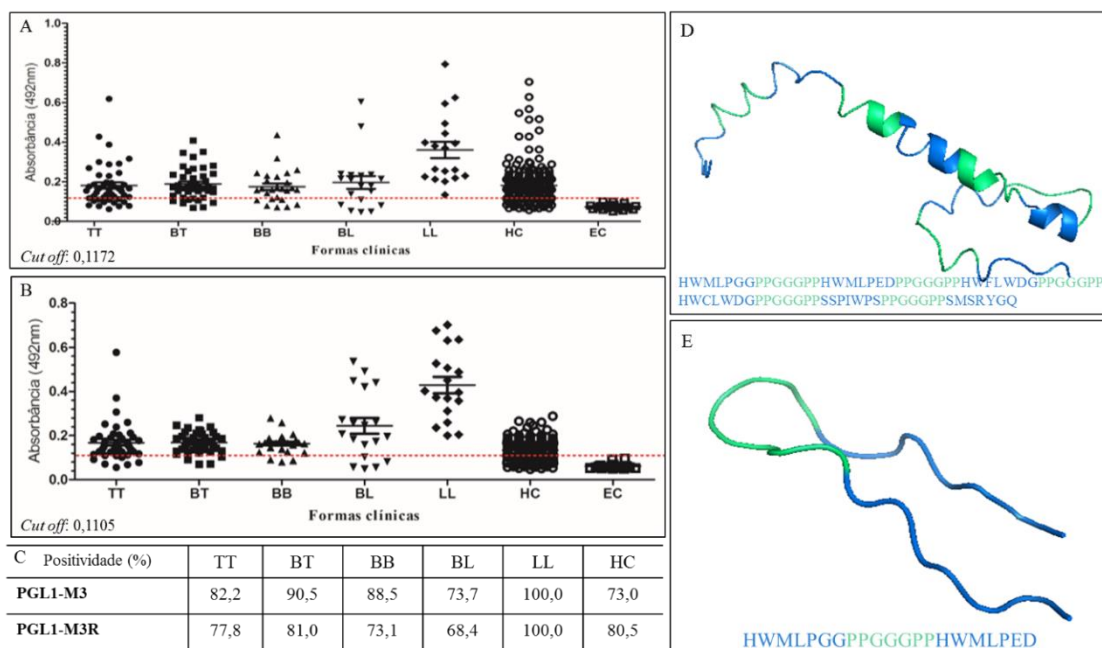 A
Absorbância (492nm)
1.0
0.8
0.6
0.4
0.2
0.0
TT BT BB BL LL HC EC
Formas clínicas
Cut off: 0,1172
B
Absorbância (492nm)
0.8
0.6
0.4
0.2
0.0
TT BT BB BL LL HC EC
Formas clínicas
Cut off: 0,1105
C Positividade (%) TT BT BB BL LL HC
PGL1-M3 82,2 90,5 88,5 73,7 100,0 73,0
PGL1-M3R 77,8 81,0 73,1 68,4 100,0 80,5
D
HWMLPGGPPGGGPPHWMLPEDPPGGGPPHWFLWDGPPGGGPP
HWCLWDGPPGGGPPSSPIWPSPPGGGPPSMSRYGQ
E
HWMLPGGPPGGGPPHWMLPED